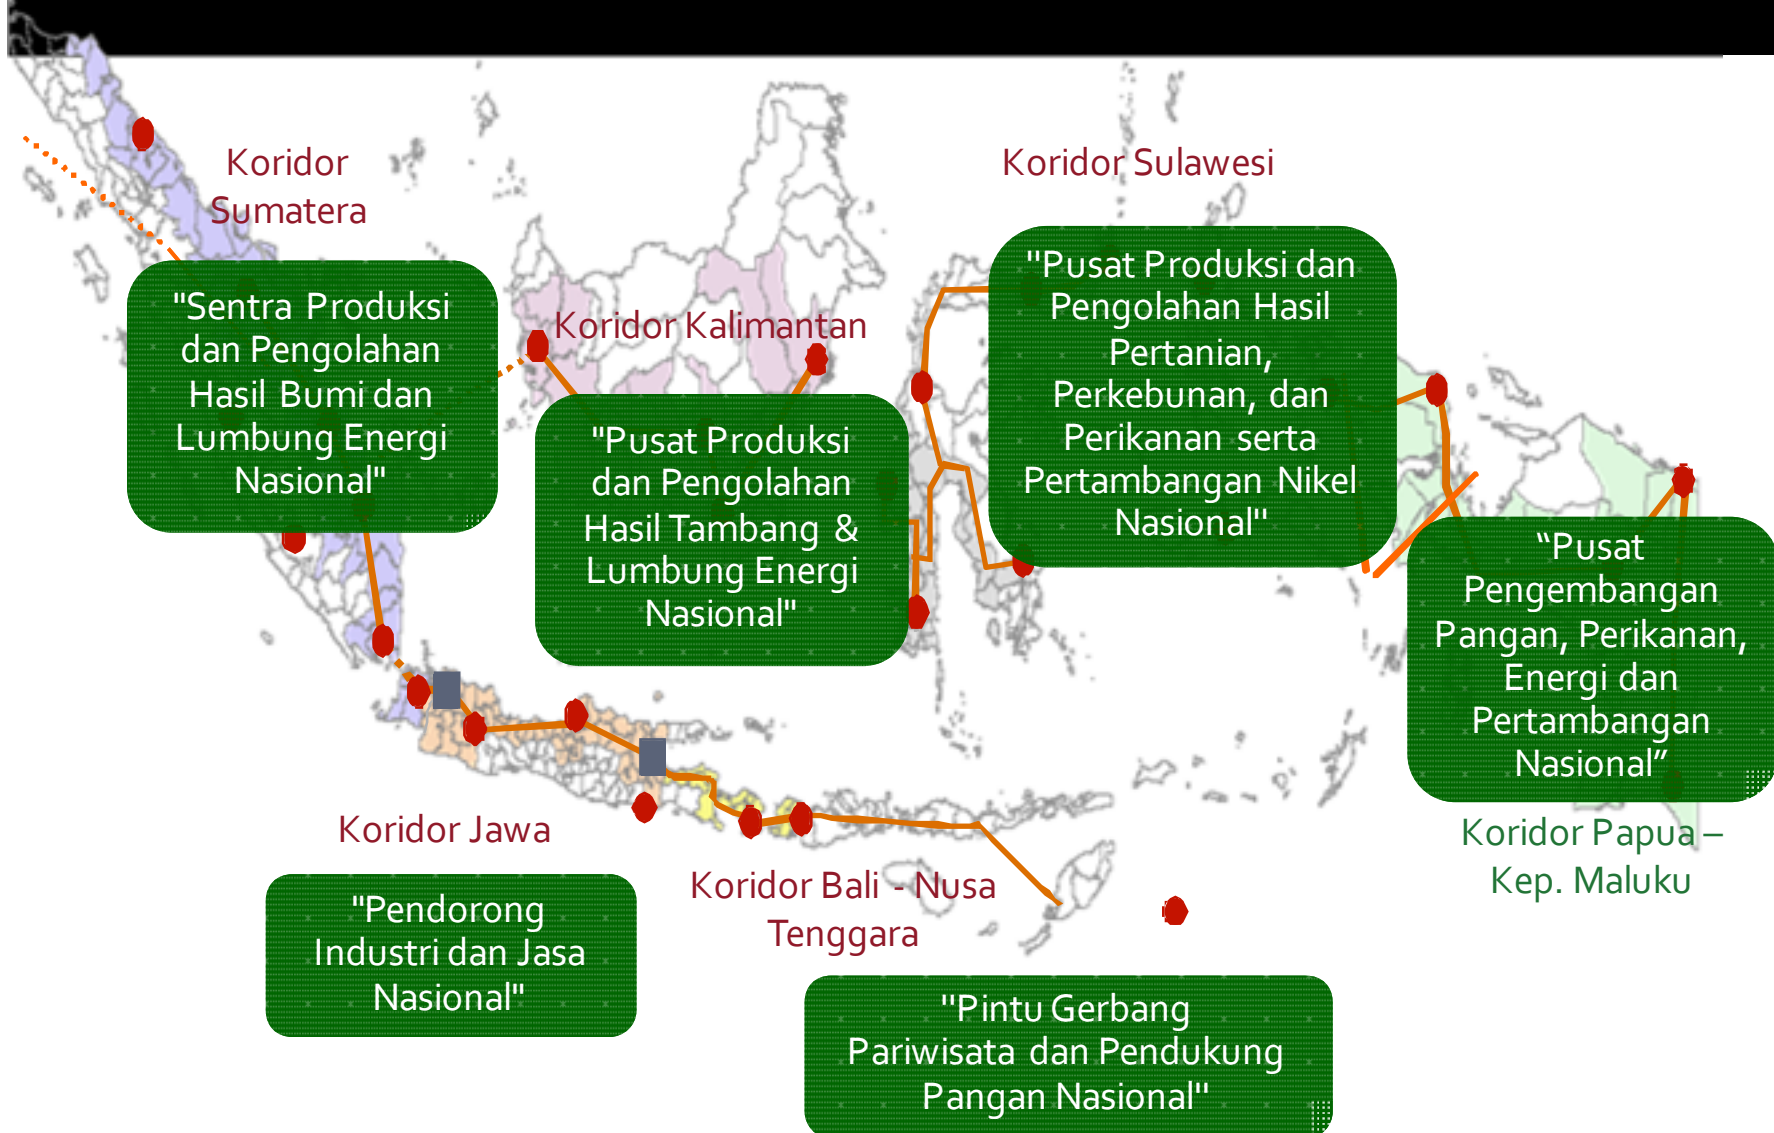 Koridor
Sumatera
"Sentra Produksi
dan Pengolahan
Hasil Bumi dan
Lumbung Energi
Nasional"
Koridor Kalimantan
"Pusat Produksi
dan Pengolahan
Hasil Tambang &
Lumbung Energi
Nasional"
Koridor Sulawesi
"Pusat Produksi dan
Pengolahan Hasil
Pertanian,
Perkebunan, dan
Perikanan serta
Pertambangan Nikel
Nasional"
“Pusat
Pengembangan
Pangan, Perikanan,
Energi dan
Pertambangan
Nasional”
Koridor Papua –
Kep. Maluku
Koridor Jawa
"Pendorong
Industri dan Jasa
Nasional"
Koridor Bali - Nusa
Tenggara
"Pintu Gerbang
Pariwisata dan Pendukung
Pangan Nasional"